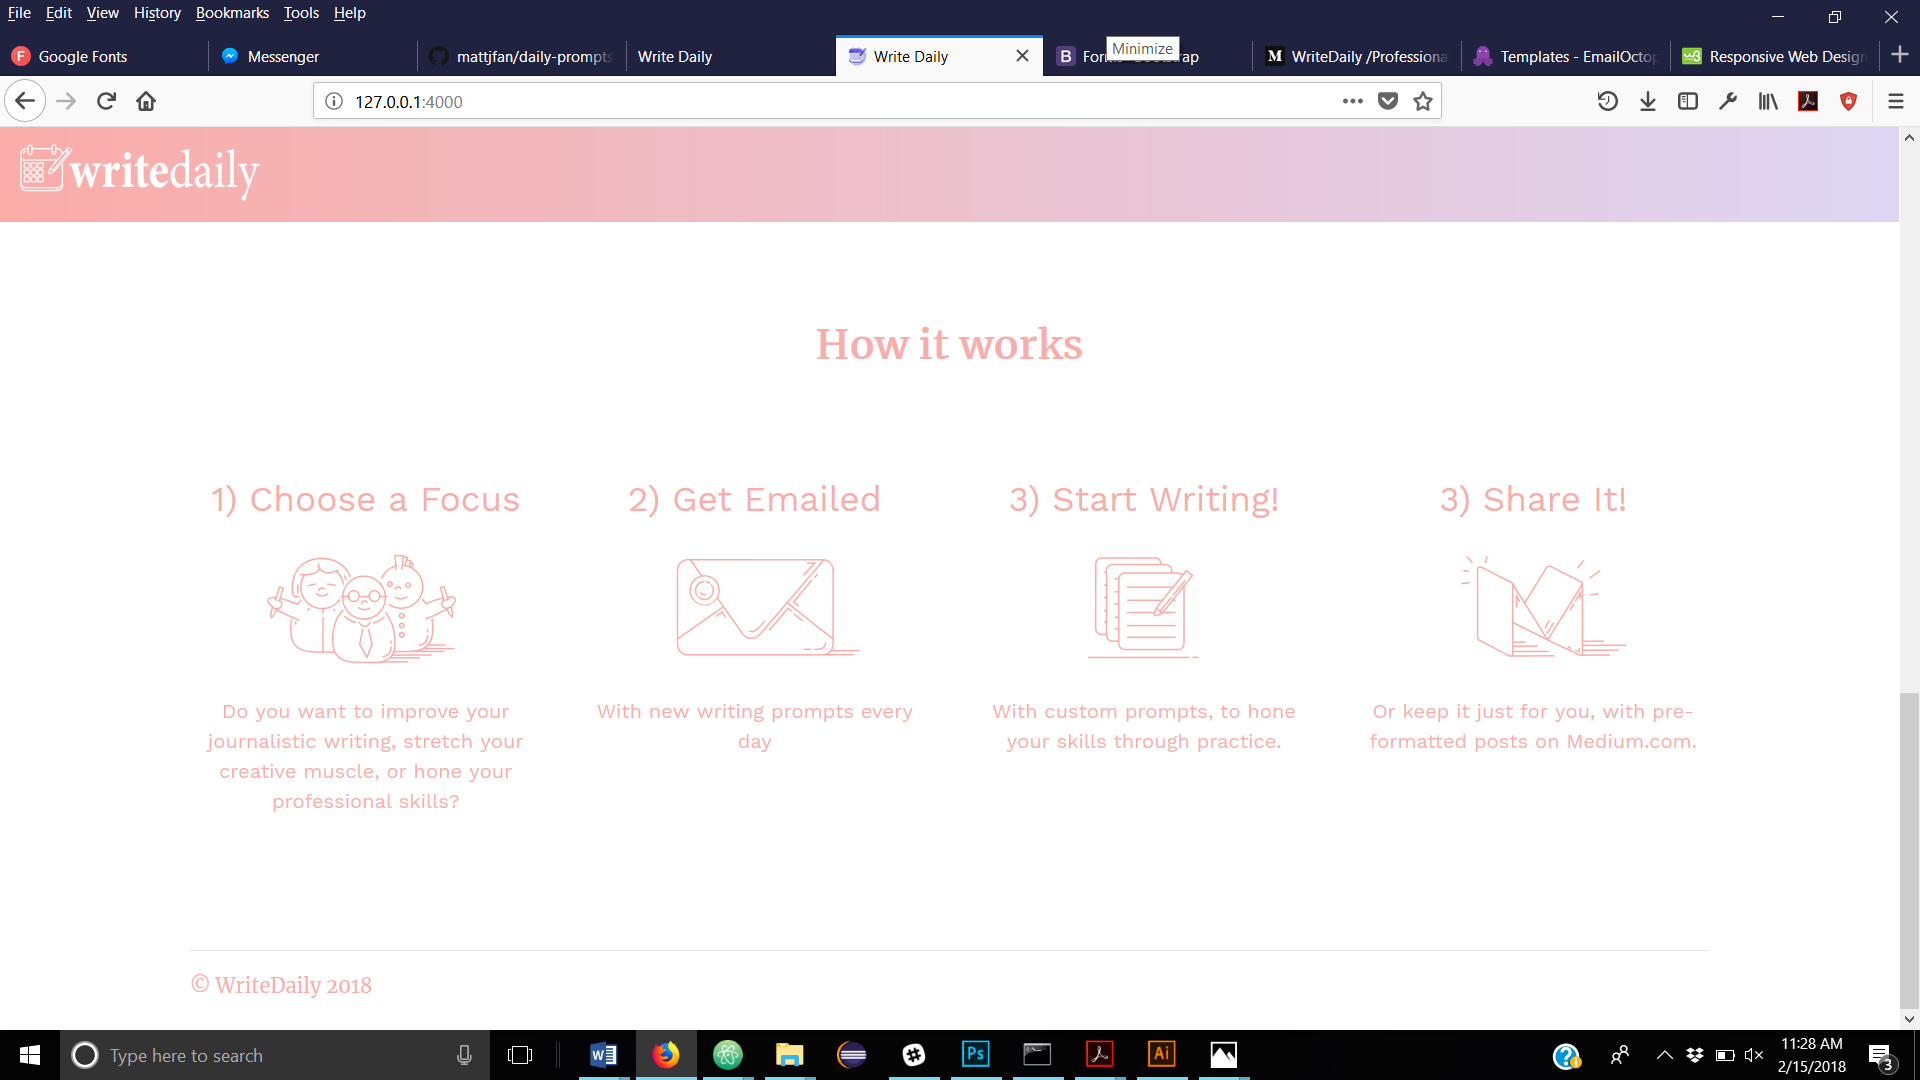 File Edit View History Bookmarks Tools Help
Google Fonts
Messenger
mattjfan/daily-prompts
Write Daily
Write Daily
Minimize
WriteDaily /Professiona
Templates - EmailOctop
Responsive Web Design
127.0.0.1:4000
writedaily
How it works
1) Choose a Focus
2) Get Emailed
3) Start Writing!
3) Share It!
Do you want to improve your
journalistic writing, stretch your
creative muscle, or hone your
professional skills?
With new writing prompts every
day
With custom prompts, to hone
your skills through practice.
Or keep it just for you, with pre-
formatted posts on Medium.com.
© WriteDaily 2018
Type here to search
Ps
Ai
11:28 AM
2/15/2018
3